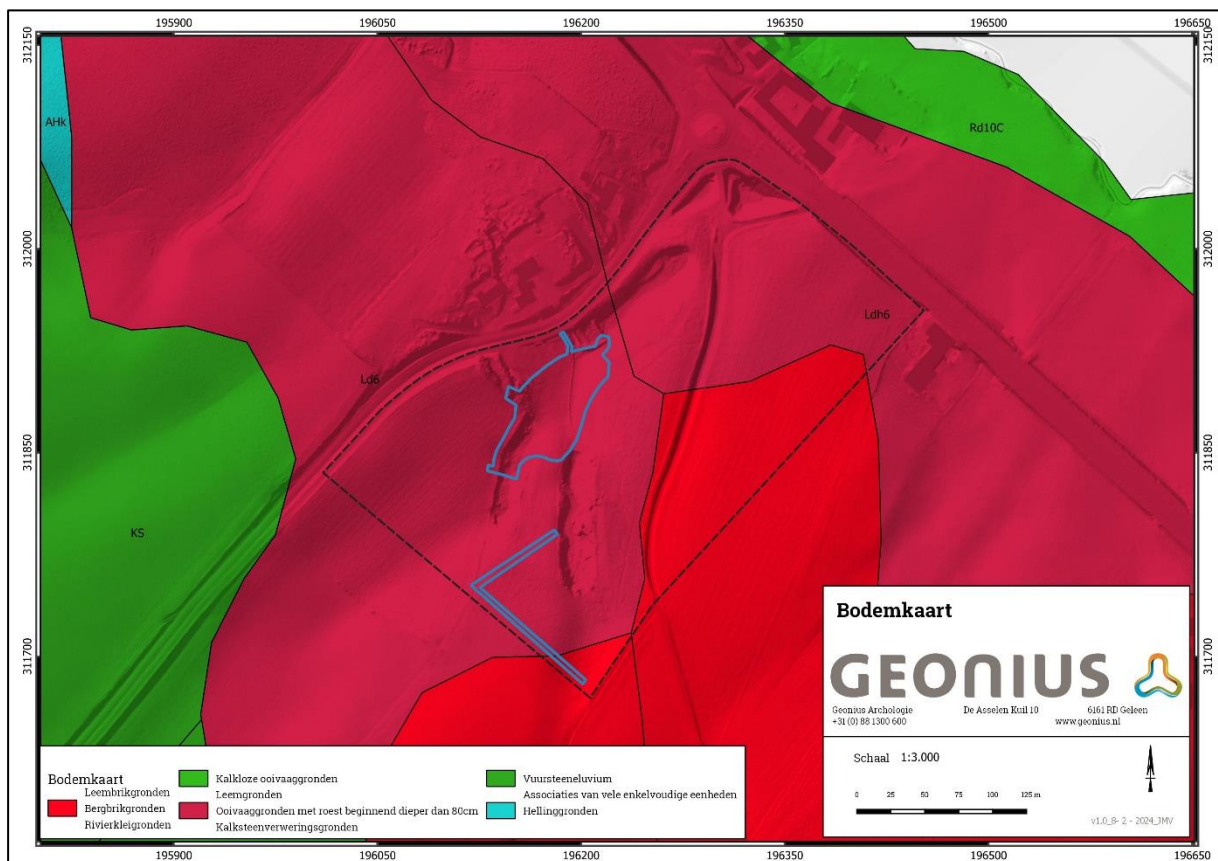 195900 196050 196200 196350 196500 196650
312150 312150
AHk
Rd10C
312000 312000
Ldh6
Ld6
311850 311850
KS
311700 311700
Bodemkaart
GEONIUS
Geonius Archologie De Asselen Kuil 10 6161 RD Geleen
+31 (0) 88 1300 600 www.geonius.nl
Schaal 1:3.000
0 25 50 75 100 125 m
v1.0_8- 2 - 2024_JMV
Bodemkaart
Leembrikgronden
Bergbrikgronden
Rivierkleigronden
Kalkloze ooivaaggronden
Leemgronden
Ooivaaggronden met roest beginnend dieper dan 80cm
Kalksteenverweringsgronden
Vuursteeneluvium
Associaties van vele enkelvoudige eenheden
Hellinggronden
195900 196050 196200 196350 196500 196650